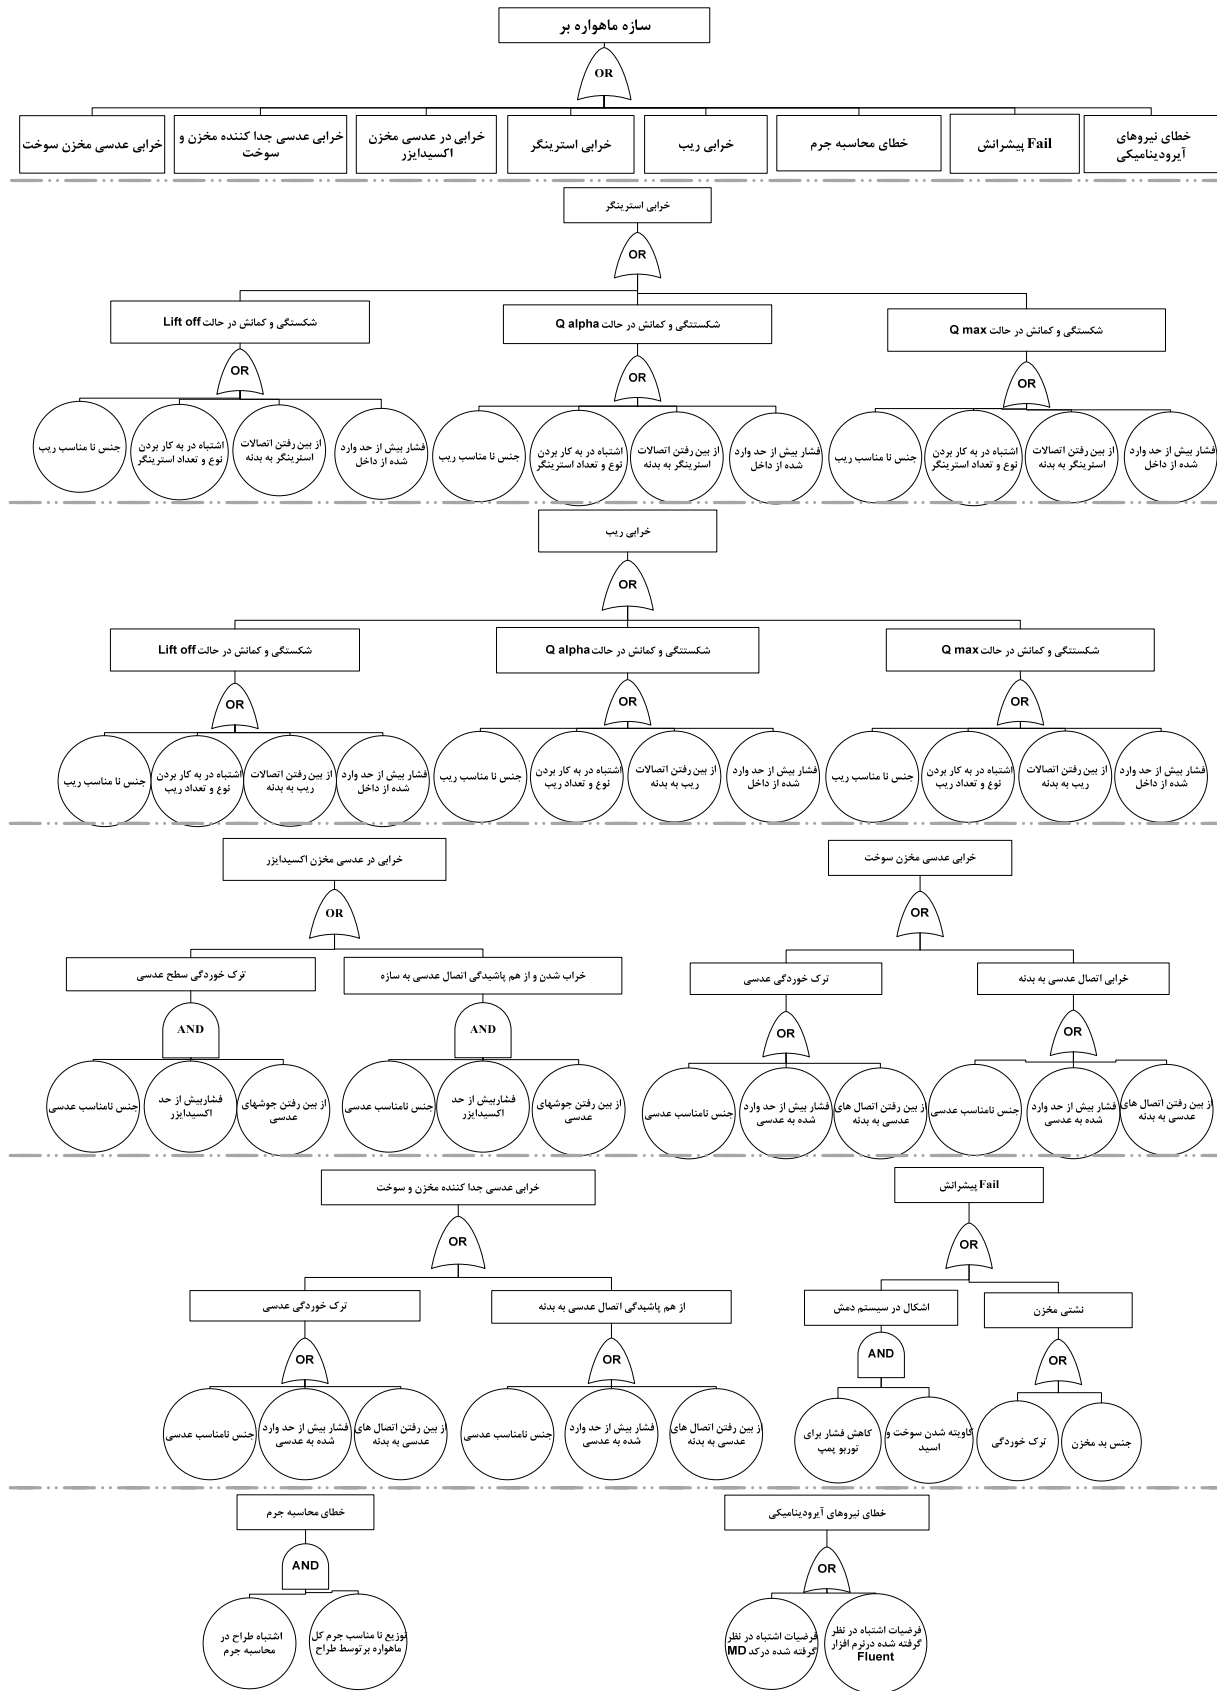 سازه ماهواره بر
OR
خطای نیروهای
آیرودینامیکی
Fail پیشرانش
خطای محاسبه جرم
خرابی ریب
خرابی استرینگر
خرابی در عدسی مخزن
اکسیدایزر
خرابی عدسی جدا کننده مخزن و
سوخت
خرابی عدسی مخزن سوخت
خرابی استرینگر
OR
شکستگی و کمانش در حالت Q max
شکستتگی و کمانش در حالت Q alpha
شکستگی و کمانش در حالت Lift off
OR
OR
OR
فشار بیش از حد وارد
شده از داخل
از بین رفتن اتصالات
استرینگر به بدنه
اشتباه در به کار بردن
نوع و تعداد استرینگر
جنس نا مناسب ریب
فشار بیش از حد وارد
شده از داخل
از بین رفتن اتصالات
استرینگر به بدنه
اشتباه در به کار بردن
نوع و تعداد استرینگر
جنس نا مناسب ریب
فشار بیش از حد وارد
شده از داخل
از بین رفتن اتصالات
استرینگر به بدنه
اشتباه در به کار بردن
نوع و تعداد استرینگر
جنس نا مناسب ریب
خرابی ریب
OR
شکستتگی و کمانش در حالت Q max
شکستتگی و کمانش در حالت Q alpha
شکستگی و کمانش در حالت Lift off
OR
OR
OR
فشار بیش از حد وارد
شده از داخل
از بین رفتن اتصالات
ریب به بدنه
اشتباه در به کار بردن
نوع و تعداد ریب
جنس نا مناسب ریب
فشار بیش از حد وارد
شده از داخل
از بین رفتن اتصالات
ریب به بدنه
اشتباه در به کار بردن
نوع و تعداد ریب
جنس نا مناسب ریب
فشار بیش از حد وارد
شده از داخل
از بین رفتن اتصالات
ریب به بدنه
اشتباه در به کار بردن
نوع و تعداد ریب
جنس نا مناسب ریب
خرابی عدسی مخزن سوخت
OR
خرابی اتصال عدسی به بدنه
ترک خوردگی عدسی
OR
OR
از بین رفتن اتصال های
عدسی به بدنه
فشار بیش از حد وارد
شده به عدسی
جنس نامناسب عدسی
از بین رفتن اتصال های
عدسی به بدنه
فشار بیش از حد وارد
شده به عدسی
جنس نامناسب عدسی
خرابی در عدسی مخزن اکسیدایزر
OR
خراب شدن و از هم پاشیدگی اتصال عدسی به سازه
ترک خوردگی سطح عدسی
AND
AND
از بین رفتن جوشهای
عدسی
فشاربیش از حد
اکسیدایزر
جنس نامناسب عدسی
از بین رفتن جوشهای
عدسی
فشاربیش از حد
اکسیدایزر
جنس نامناسب عدسی
Fail پیشرانش
OR
نشتی مخزن
اشکال در سیستم دمش
OR
AND
جنس بد مخزن
ترک خوردگی
کاویته شدن سوخت و
اسید
کاهش فشار برای
توربو پمپ
خرابی عدسی جدا کننده مخزن و سوخت
OR
از هم پاشیدگی اتصال عدسی به بدنه
ترک خوردگی عدسی
OR
OR
از بین رفتن اتصال های
عدسی به بدنه
فشار بیش از حد وارد
شده به عدسی
جنس نامناسب عدسی
از بین رفتن اتصال های
عدسی به بدنه
فشار بیش از حد وارد
شده به عدسی
جنس نامناسب عدسی
خطای نیروهای آیرودینامیکی
OR
فرضیات اشتباه در نظر
گرفته شده درنرم افزار
Fluent
فرضیات اشتباه در نظر
گرفته شده درکد MD
خطای محاسبه جرم
AND
توزیع نا مناسب جرم کل
ماهواره بر توسط طراح
اشتباه طراح در
محاسبه جرم